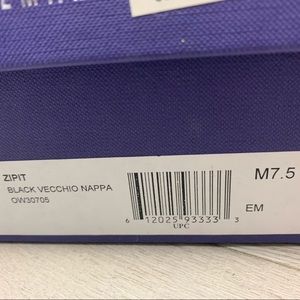 ZIPIT
BLACK VECCHIO NAPPA
OW30705
M7.5
6 12025 93333 3
UPC
EM